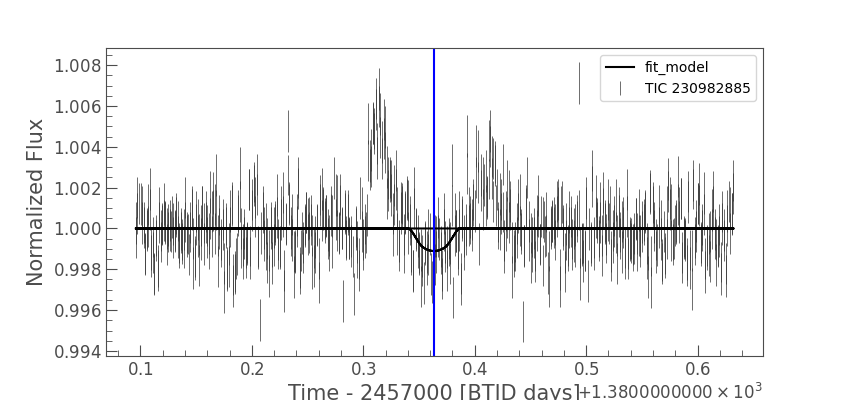 1.008
1.006
1.004
1.002
1.000
0.998
0.996
0.994
Normalized Flux
fit_model
TIC 230982885
0.1 0.2 0.3 0.4 0.5 0.6
Time - 2457000 [BTJD days]
+1.3800000000 × 10³